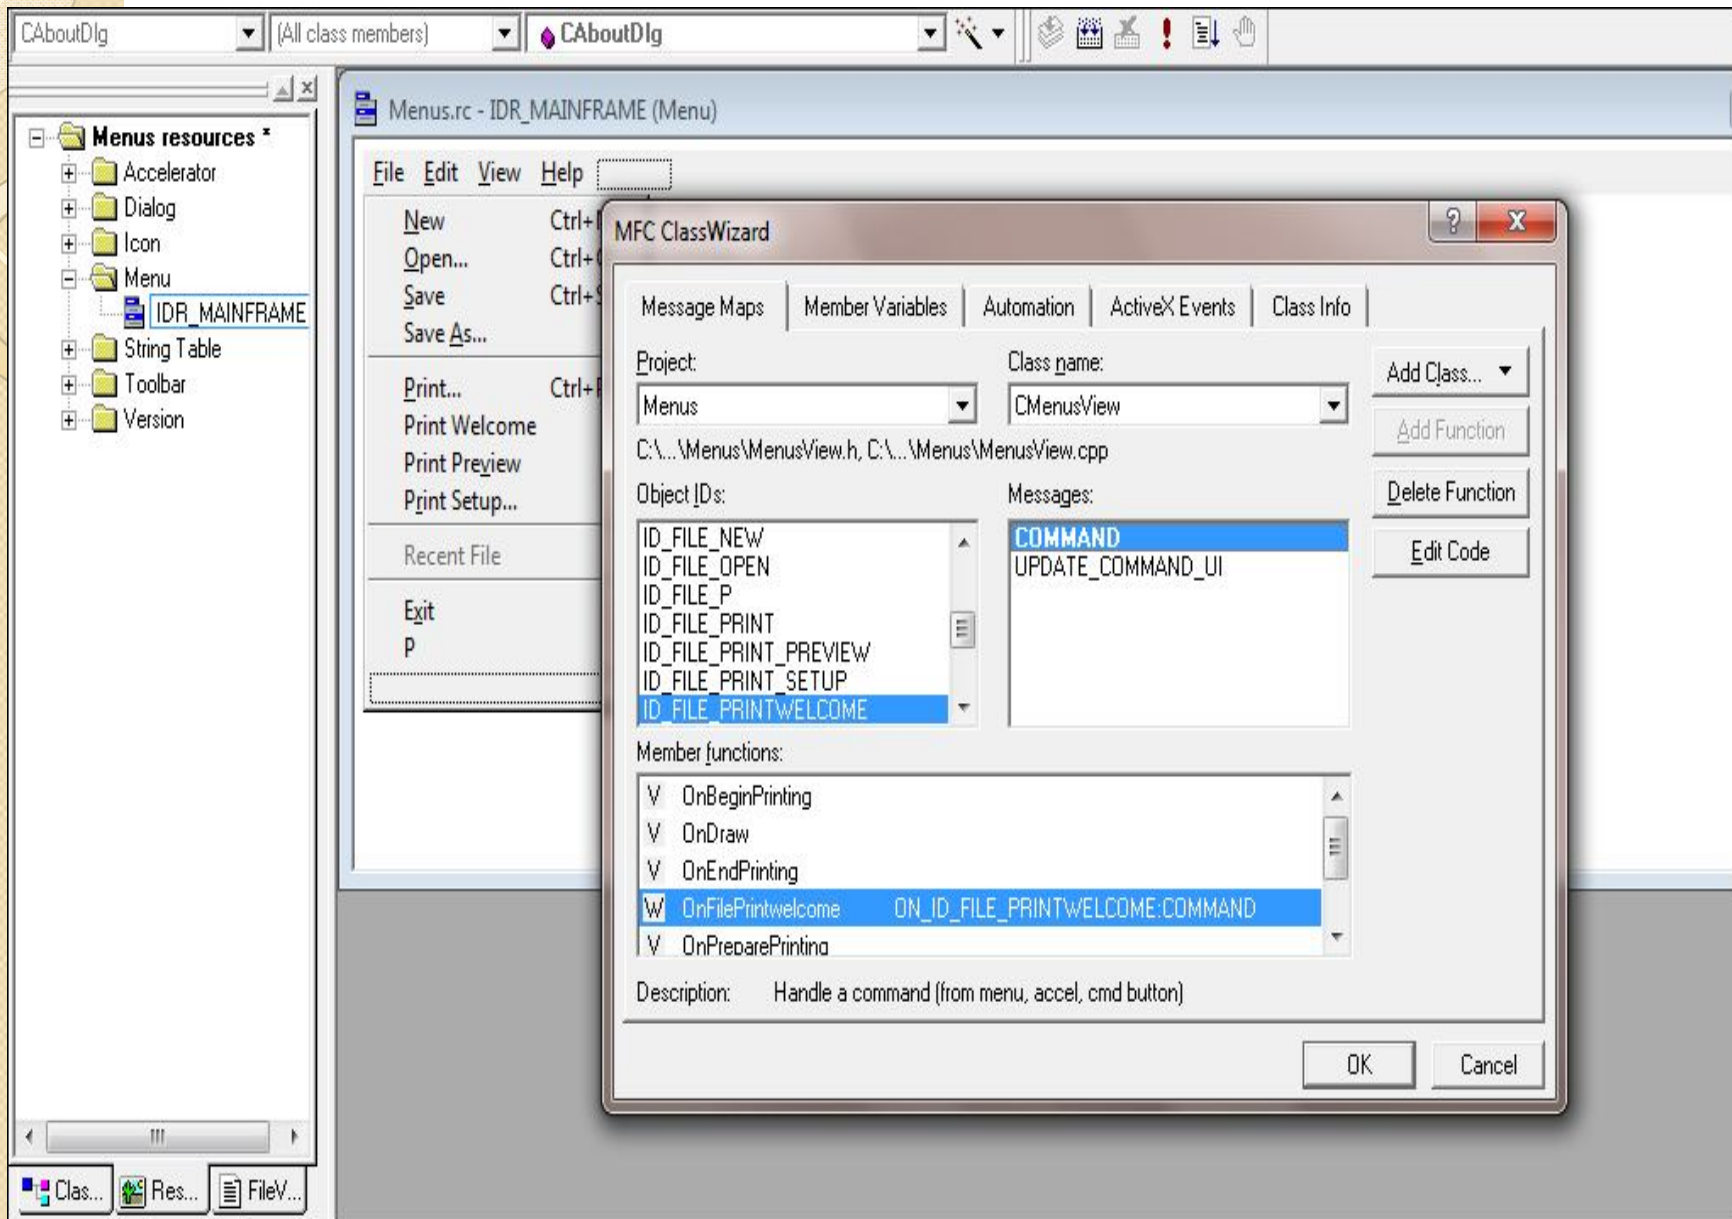 CAboutDlg (All class members) CAboutDlg
Menus resources *
Accelerator
Dialog
Icon
Menu
IDR_MAINFRAME
String Table
Toolbar
Version
Clas... Res... FileV...
Menus.rc - IDR_MAINFRAME (Menu)
File Edit View Help
New Ctrl+
Open... Ctrl+
Save Ctrl+
Save As...
Print... Ctrl+
Print Welcome
Print Preview
Print Setup...
Recent File
Exit
P
MFC ClassWizard
Message Maps Member Variables Automation ActiveX Events Class Info
Project: Class name:
Menus CMenusView
Add Class...
Add Function
Delete Function
Edit Code
C:\...\Menus\MenusView.h, C:\...\Menus\MenusView.cpp
Object IDs: Messages:
ID_FILE_NEW
ID_FILE_OPEN
ID_FILE_P
ID_FILE_PRINT
ID_FILE_PRINT_PREVIEW
ID_FILE_PRINT_SETUP
ID_FILE_PRINTWELCOME
COMMAND
UPDATE_COMMAND_UI
Member functions:
V OnBeginPrinting
V OnDraw
V OnEndPrinting
W OnFilePrintwelcome ON_ID_FILE_PRINTWELCOME:COMMAND
V OnPreparePrinting
Description: Handle a command (from menu, accel, cmd button)
OK Cancel